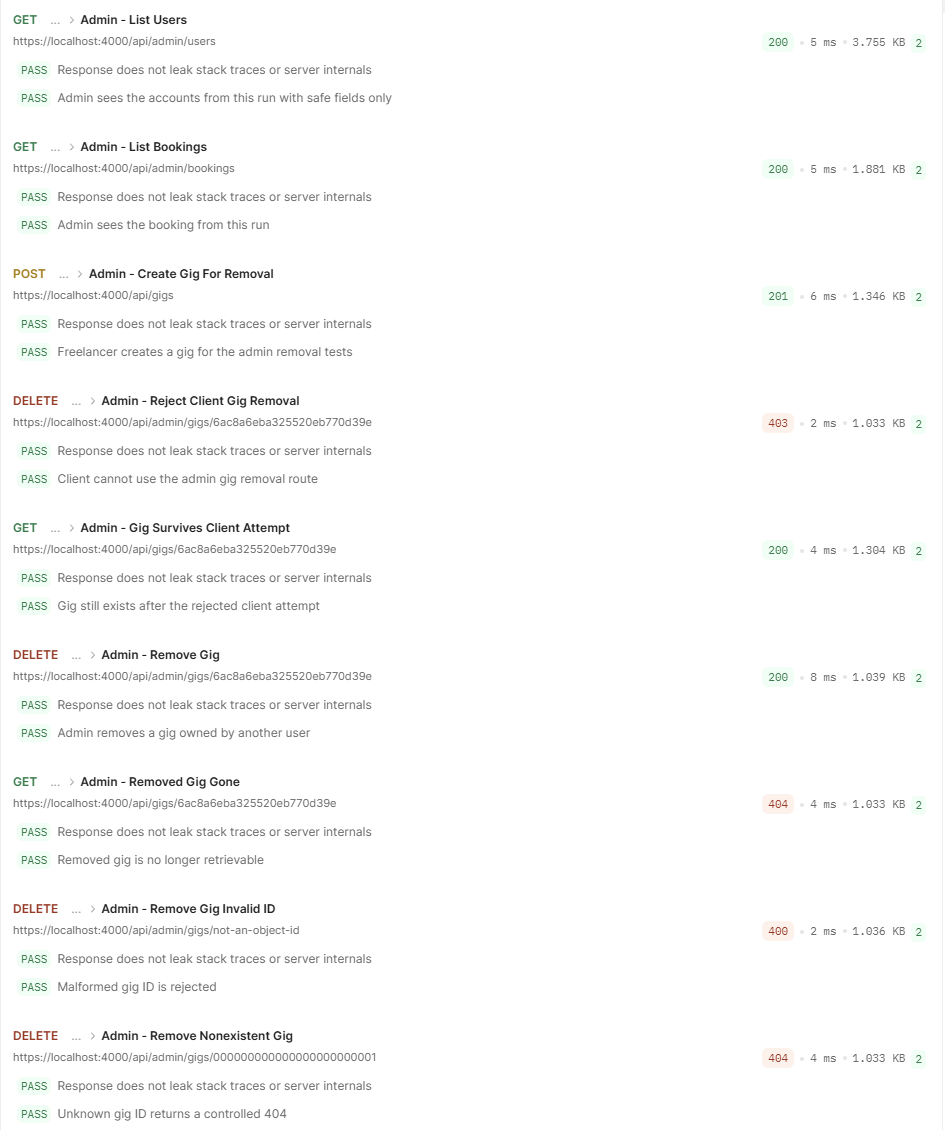 GET ... > Admin - List Users
https://localhost:4000/api/admin/users 200 • 5 ms • 3.755 KB 2
PASS Response does not leak stack traces or server internals
PASS Admin sees the accounts from this run with safe fields only
GET ... > Admin - List Bookings
https://localhost:4000/api/admin/bookings 200 • 5 ms • 1.881 KB 2
PASS Response does not leak stack traces or server internals
PASS Admin sees the booking from this run
POST ... > Admin - Create Gig For Removal
https://localhost:4000/api/gigs 201 • 6 ms • 1.346 KB 2
PASS Response does not leak stack traces or server internals
PASS Freelancer creates a gig for the admin removal tests
DELETE ... > Admin - Reject Client Gig Removal
https://localhost:4000/api/admin/gigs/6ac8a6eba325520eb770d39e 403 • 2 ms • 1.033 KB 2
PASS Response does not leak stack traces or server internals
PASS Client cannot use the admin gig removal route
GET ... > Admin - Gig Survives Client Attempt
https://localhost:4000/api/gigs/6ac8a6eba325520eb770d39e 200 • 4 ms • 1.304 KB 2
PASS Response does not leak stack traces or server internals
PASS Gig still exists after the rejected client attempt
DELETE ... > Admin - Remove Gig
https://localhost:4000/api/admin/gigs/6ac8a6eba325520eb770d39e 200 • 8 ms • 1.039 KB 2
PASS Response does not leak stack traces or server internals
PASS Admin removes a gig owned by another user
GET ... > Admin - Removed Gig Gone
https://localhost:4000/api/gigs/6ac8a6eba325520eb770d39e 404 • 4 ms • 1.033 KB 2
PASS Response does not leak stack traces or server internals
PASS Removed gig is no longer retrievable
DELETE ... > Admin - Remove Gig Invalid ID
https://localhost:4000/api/admin/gigs/not-an-object-id 400 • 2 ms • 1.036 KB 2
PASS Response does not leak stack traces or server internals
PASS Malformed gig ID is rejected
DELETE ... > Admin - Remove Nonexistent Gig
https://localhost:4000/api/admin/gigs/000000000000000000000001 404 • 4 ms • 1.033 KB 2
PASS Response does not leak stack traces or server internals
PASS Unknown gig ID returns a controlled 404